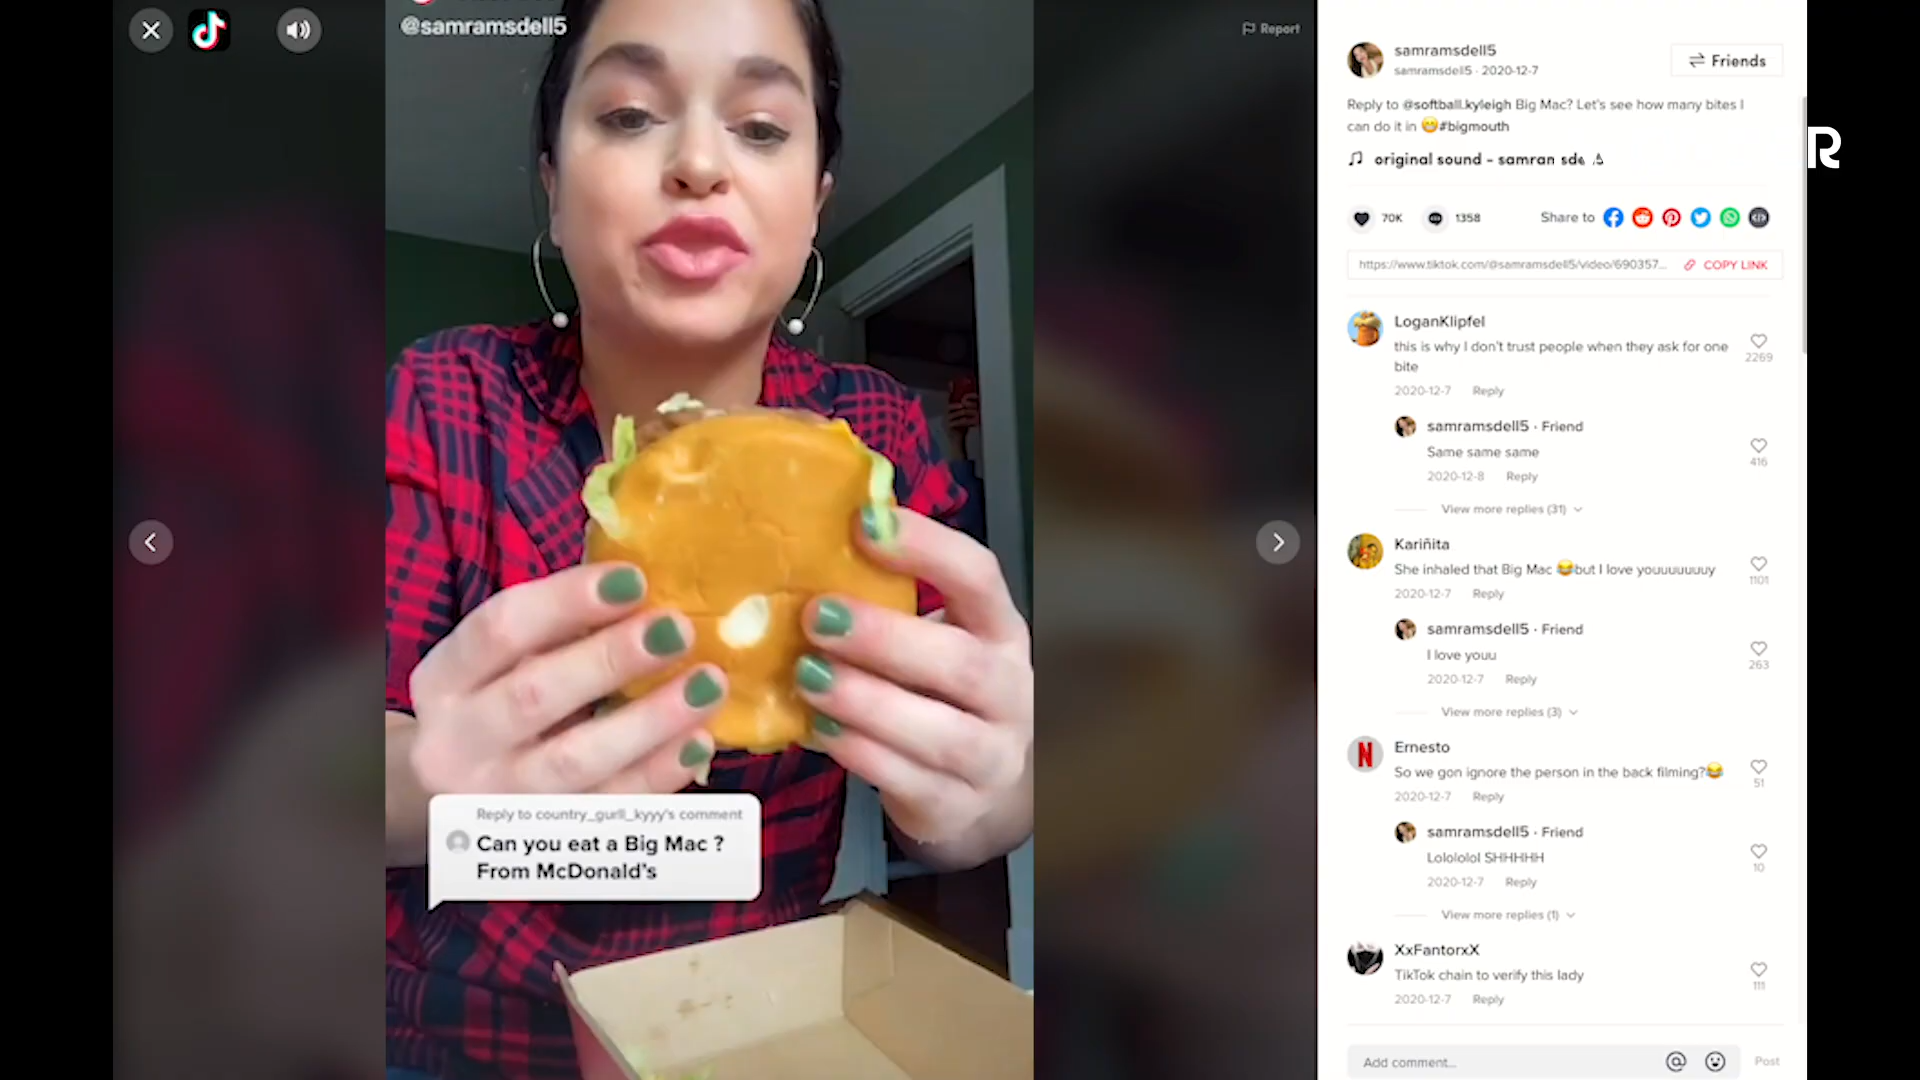 @samramsdell5
Report
Reply to country_gurll_kyyy's comment
Can you eat a Big Mac ?
From McDonald's
samramsdell5
samramsdell5 · 2020-12-7
Friends
Reply to @softball.kyleigh Big Mac? Let's see how many bites I
can do it in 😁#bigmouth
original sound - samram sde
70K
1358
Share to
https://www.tiktok.com/@samramsdell5/video/690357...
COPY LINK
LoganKlipfel
this is why I don't trust people when they ask for one
bite
2269
2020-12-7 Reply
samramsdell5 · Friend
Same same same
416
2020-12-8 Reply
View more replies (31)
Kariñita
She inhaled that Big Mac 😂but I love youuuuuuuy
1101
2020-12-7 Reply
samramsdell5 · Friend
I love youu
263
2020-12-7 Reply
View more replies (3)
Ernesto
So we gon ignore the person in the back filming?😂
51
2020-12-7 Reply
samramsdell5 · Friend
Lolololol SHHHHH
10
2020-12-7 Reply
View more replies (1)
XxFantorxX
TikTok chain to verify this lady
111
2020-12-7 Reply
Add comment...
Post
N
R